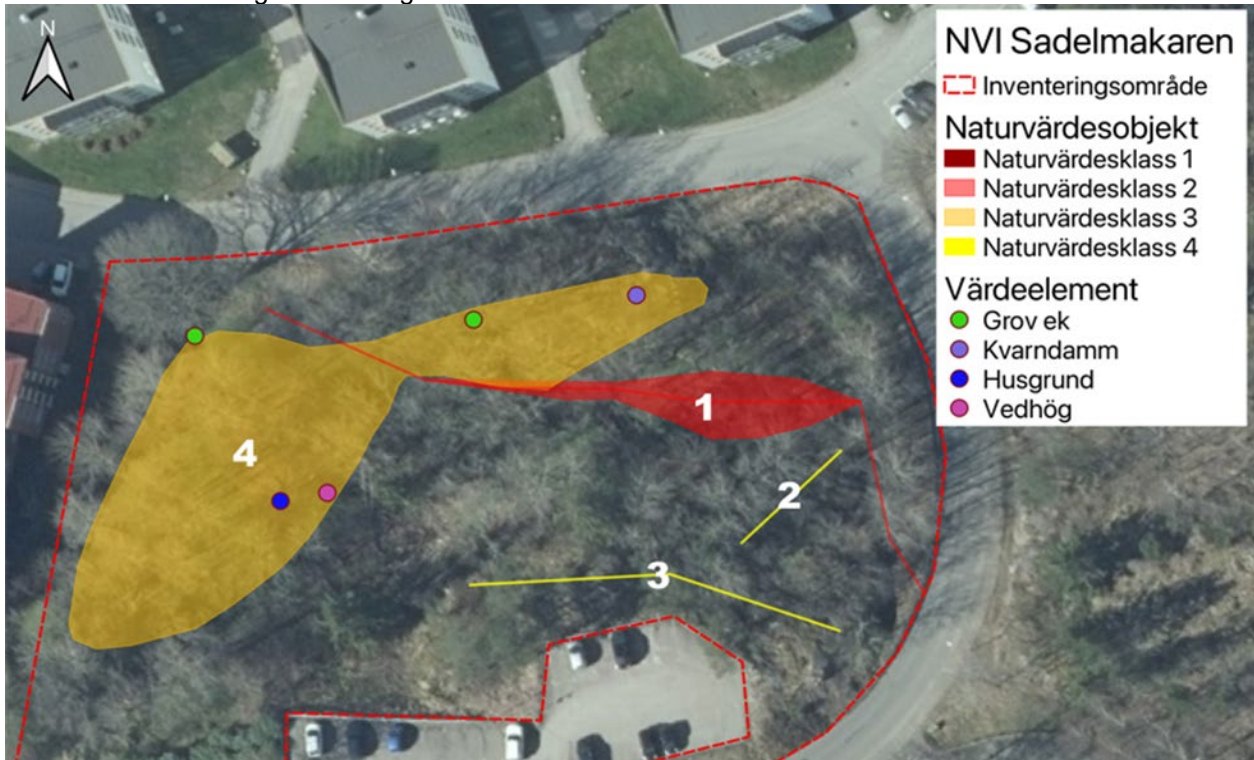 N
NVI Sadelmakaren
Inventeringsområde
Naturvärdesobjekt
Naturvärdesklass 1
Naturvärdesklass 2
Naturvärdesklass 3
Naturvärdesklass 4
Värdeelement
Grov ek
Kvarndamm
Husgrund
Vedhög
1
4
2
3